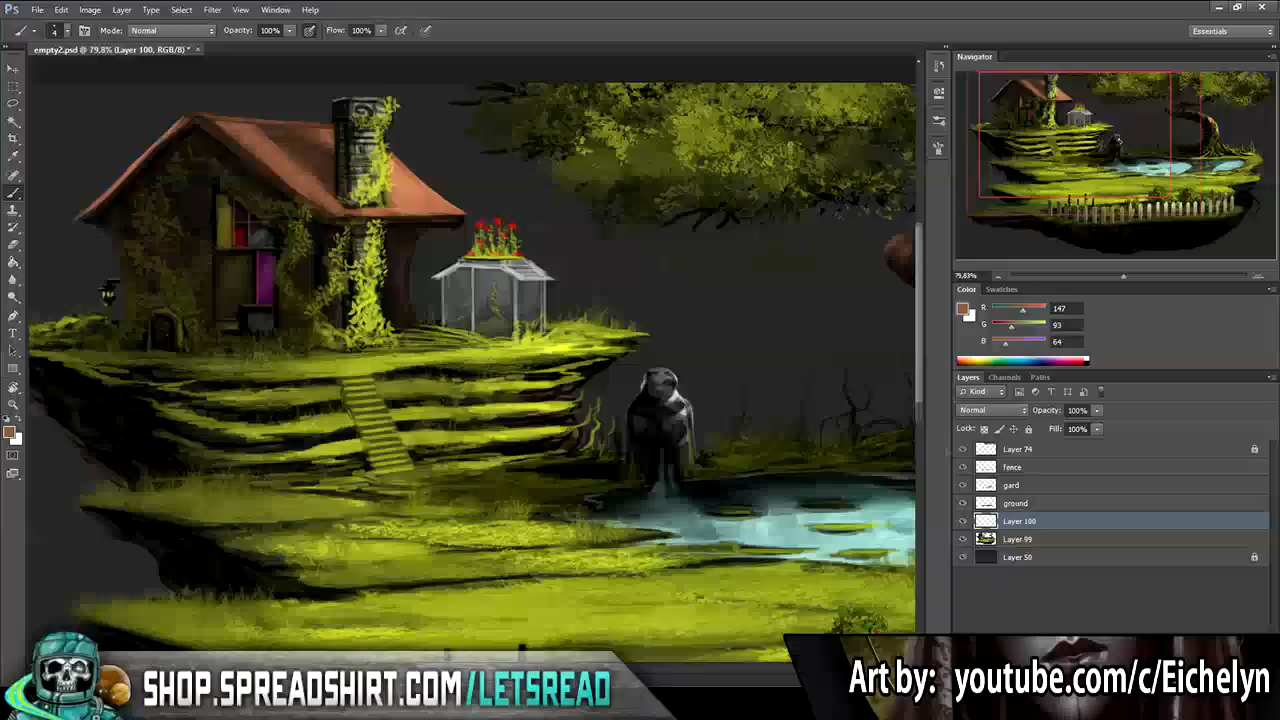 Ps File Edit Image Layer Type Select Filter View Window Help
4 Mode: Normal Opacity: 100% Flow: 100% Essentials
empty2.psd @ 79,8% (Layer 100, RGB/8) * ×
Navigator
79,83%
Color Swatches
R 147
G 93
B 64
Layers Channels Paths
Kind
Normal Opacity: 100%
Lock: Fill: 100%
Layer 74
fence
gard
ground
Layer 100
Layer 99
Layer 50
SHOP.SPREADSHIRT.COM/LETSREAD
Art by: youtube.com/c/Eichelyn